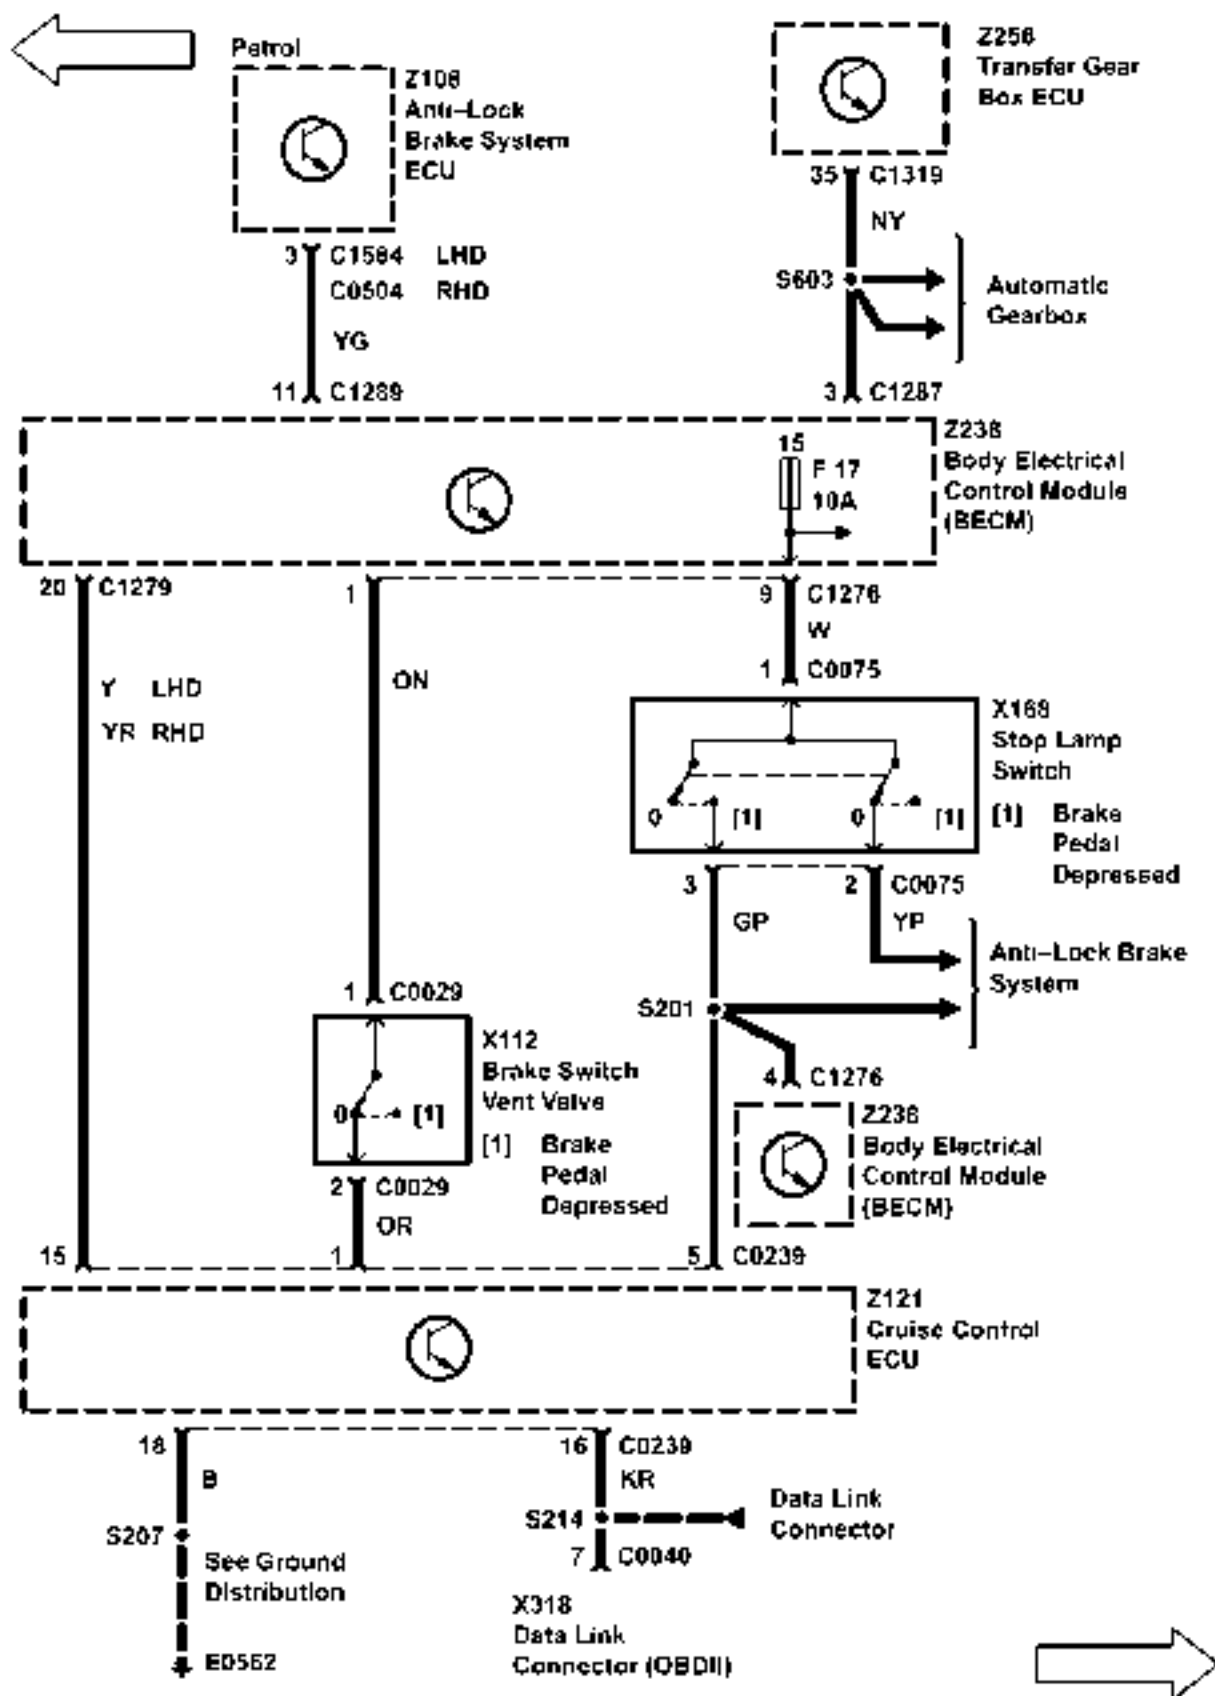 Petrol
Z108
Anti-Lock
Brake System
ECU
Z256
Transfer Gear
Box ECU
35 C1319
NY
3 C1584 LHD
C0504 RHD
YG
11 C1289
S603
Automatic
Gearbox
3 C1287
Z238
Body Electrical
Control Module
(BECM)
15
F 17
10A
20 C1279
1
9 C1276
W
1 C0075
Y LHD
YR RHD
ON
X168
Stop Lamp
Switch
0 [1] 0 [1]
[1] Brake
Pedal
Depressed
3 2 C0075
GP YP
Anti-Lock Brake
System
1 C0029
S201
X112
Brake Switch
Vent Valve
0 [1]
[1] Brake
Pedal
Depressed
4 C1276
Z238
Body Electrical
Control Module
(BECM)
2 C0029
OR
15 1 5 C0239
Z121
Cruise Control
ECU
18 16 C0239
B KR
S207
S214
Data Link
Connector
7 C0040
See Ground
Distribution
X318
Data Link
Connector (OBDII)
E0562